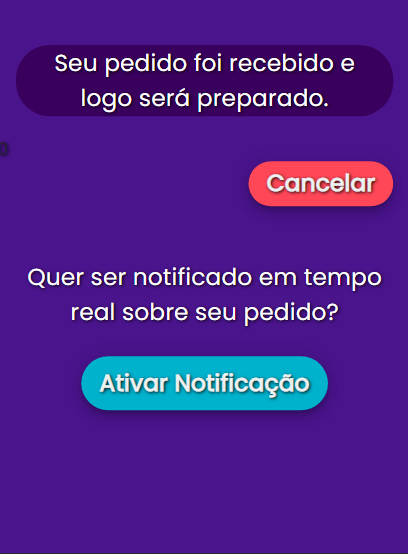 Seu pedido foi recebido e
logo será preparado.
Cancelar
Quer ser notificado em tempo
real sobre seu pedido?
Ativar Notificação